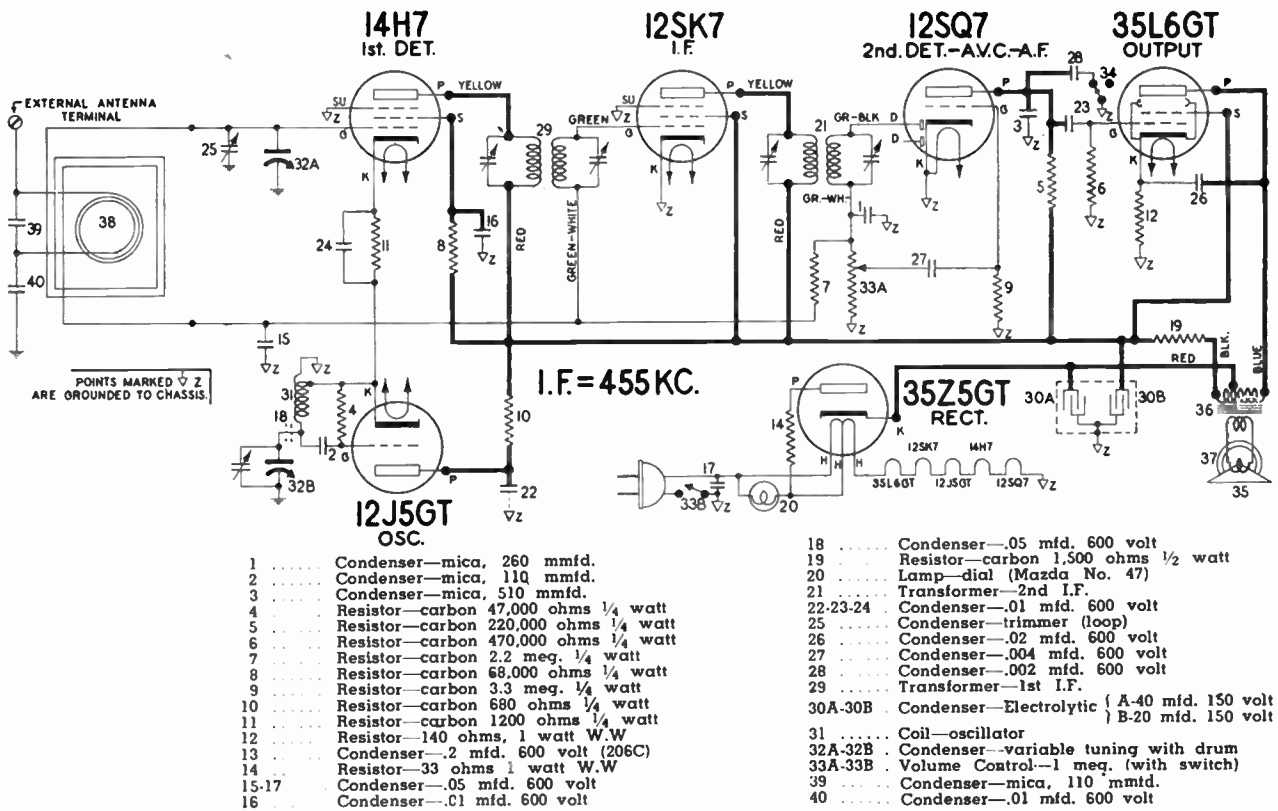 14H7
1st. DET.
12SK7
I.F.
12SQ7
2nd. DET.-A.V.C.-A.F.
35L6GT
OUTPUT
EXTERNAL ANTENNA
TERMINAL
P
YELLOW
SU
Z
S
G
K
25
32A
29
GREEN
P
YELLOW
SU
Z
S
G
K
Z
21
GR-BLK
D
D
P
G
K
Z
28
34
Z
3
Z
23
P
S
G
K
38
39
40
24
11
8
16
Z
RED
GREEN-WHITE
RED
GR.-WH.
1
Z
7
33A
Z
27
9
Z
5
6
Z
12
Z
26
15
Z
19
RED
BLK.
BLUE
POINTS MARKED Z
ARE GROUNDED TO CHASSIS.
Z
31
18
4
K
2
G
P
32B
10
22
Z
I.F.=455 KC.
P
14
K
H
H
H
35Z5GT
RECT.
30A
30B
Z
36
37
35
17
Z
33B
20
12SK7
14H7
35L6GT
12J5GT
12SQ7
Z
12J5GT
OSC.
1 ...... Condenser—mica, 260 mmfd.
2 ...... Condenser—mica, 110 mmfd.
3 ...... Condenser—mica, 510 mmfd.
4 ...... Resistor—carbon 47,000 ohms ¼ watt
5 ...... Resistor—carbon 220,000 ohms ¼ watt
6 ...... Resistor—carbon 470,000 ohms ¼ watt
7 ...... Resistor—carbon 2.2 meg. ¼ watt
8 ...... Resistor—carbon 68,000 ohms ¼ watt
9 ...... Resistor—carbon 3.3 meg. ¼ watt
10 ...... Resistor—carbon 680 ohms ¼ watt
11 ...... Resistor—carbon 1200 ohms ¼ watt
12 ...... Resistor—140 ohms, 1 watt W.W
13 ...... Condenser—.2 mfd. 600 volt (206C)
14 ...... Resistor—33 ohms 1 watt W.W
15-17 ...... Condenser—.05 mfd. 600 volt
16 ...... Condenser—.01 mfd. 600 volt
18 ...... Condenser—.05 mfd. 600 volt
19 ...... Resistor—carbon 1,500 ohms ½ watt
20 ...... Lamp—dial (Mazda No. 47)
21 ...... Transformer—2nd I.F.
22-23-24 Condenser—.01 mfd. 600 volt
25 ...... Condenser—trimmer (loop)
26 ...... Condenser—.02 mfd. 600 volt
27 ...... Condenser—.004 mfd. 600 volt
28 ...... Condenser—.002 mfd. 600 volt
29 ...... Transformer—1st I.F.
30A-30B Condenser—Electrolytic { A-40 mfd. 150 volt
} B-20 mfd. 150 volt
31 ...... Coil—oscillator
32A-32B . Condenser—variable tuning with drum
33A-33B . Volume Control—1 meg. (with switch)
39 ...... Condenser—mica, 110 mmfd.
40 ...... Condenser—.01 mfd. 600 volt